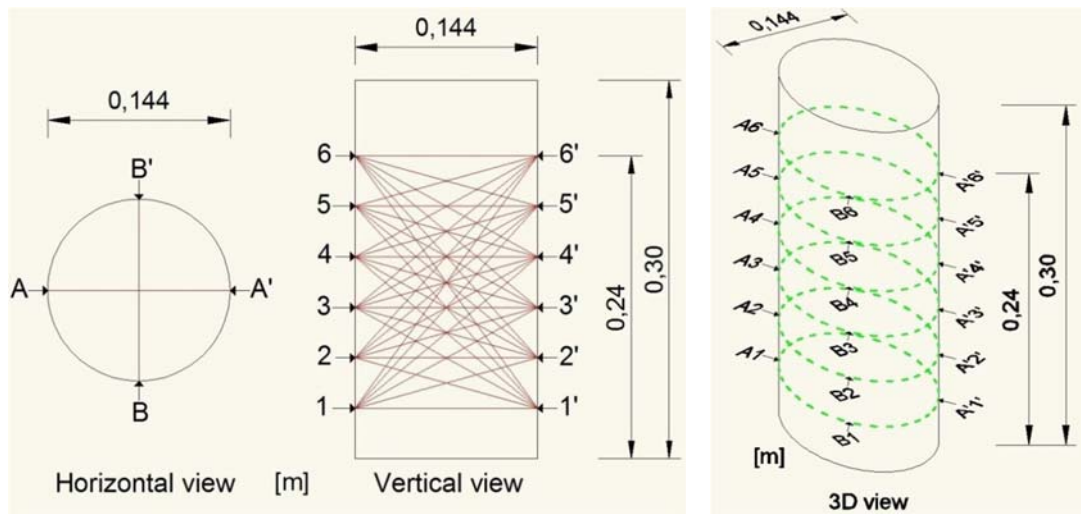 0,144
B'
A
A'
B
Horizontal view
[m]
0,144
6
6'
5
5'
4
4'
3
3'
2
2'
1
1'
0,24
0,30
Vertical view
0,144
A6
A5
A4
A3
A2
A1
B6
B5
B4
B3
B2
B1
A'6'
A'5'
A'4'
A'3'
A'2'
A'1'
0,24
0,30
[m]
3D view